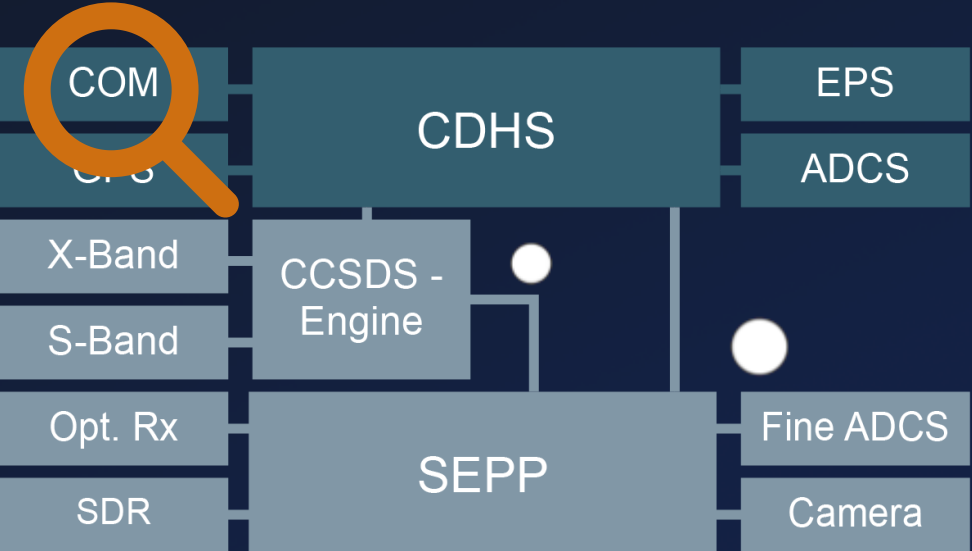 COM
CDHS
EPS
ADCS
X-Band
CCSDS -
Engine
S-Band
Opt. Rx
SEPP
Fine ADCS
SDR
Camera